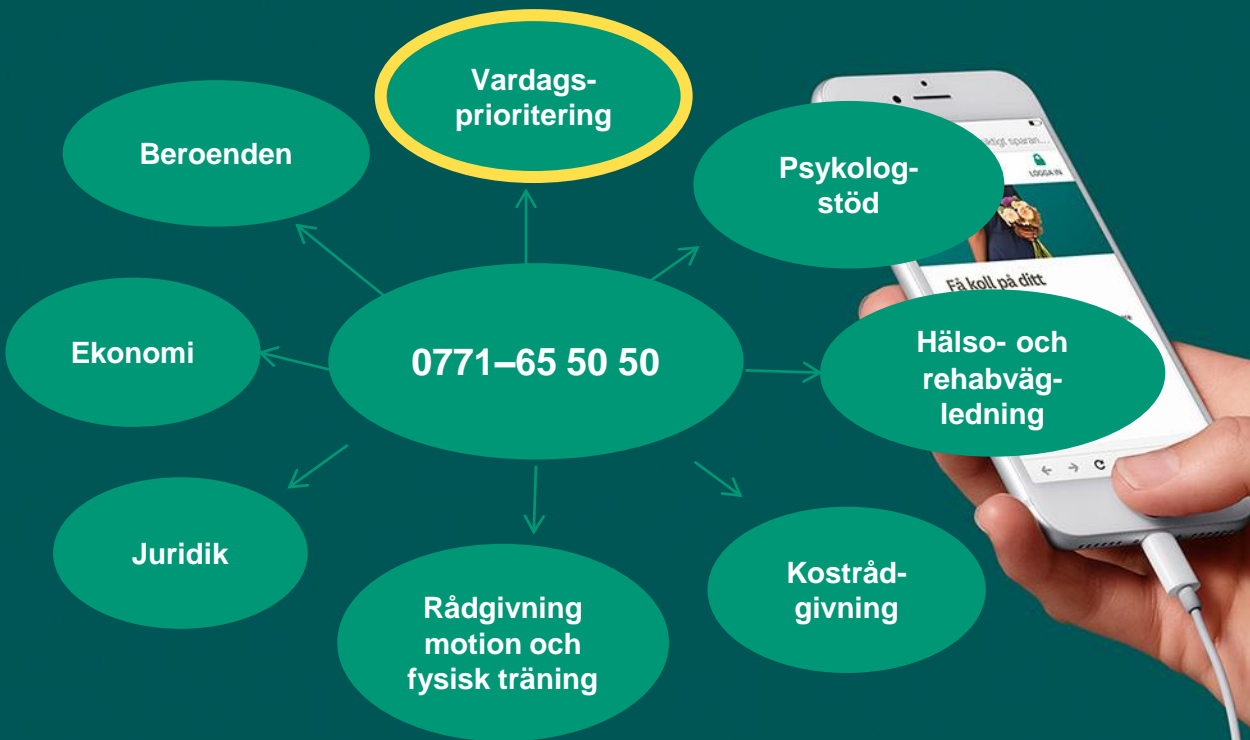 Vardags-
prioritering
Beroenden
Psykolog-
stöd
LOGGA IN
Få koll på ditt
Ekonomi
0771–65 50 50
Hälso- och
rehabväg-
ledning
Juridik
Rådgivning
motion och
fysisk träning
Kostråd-
givning